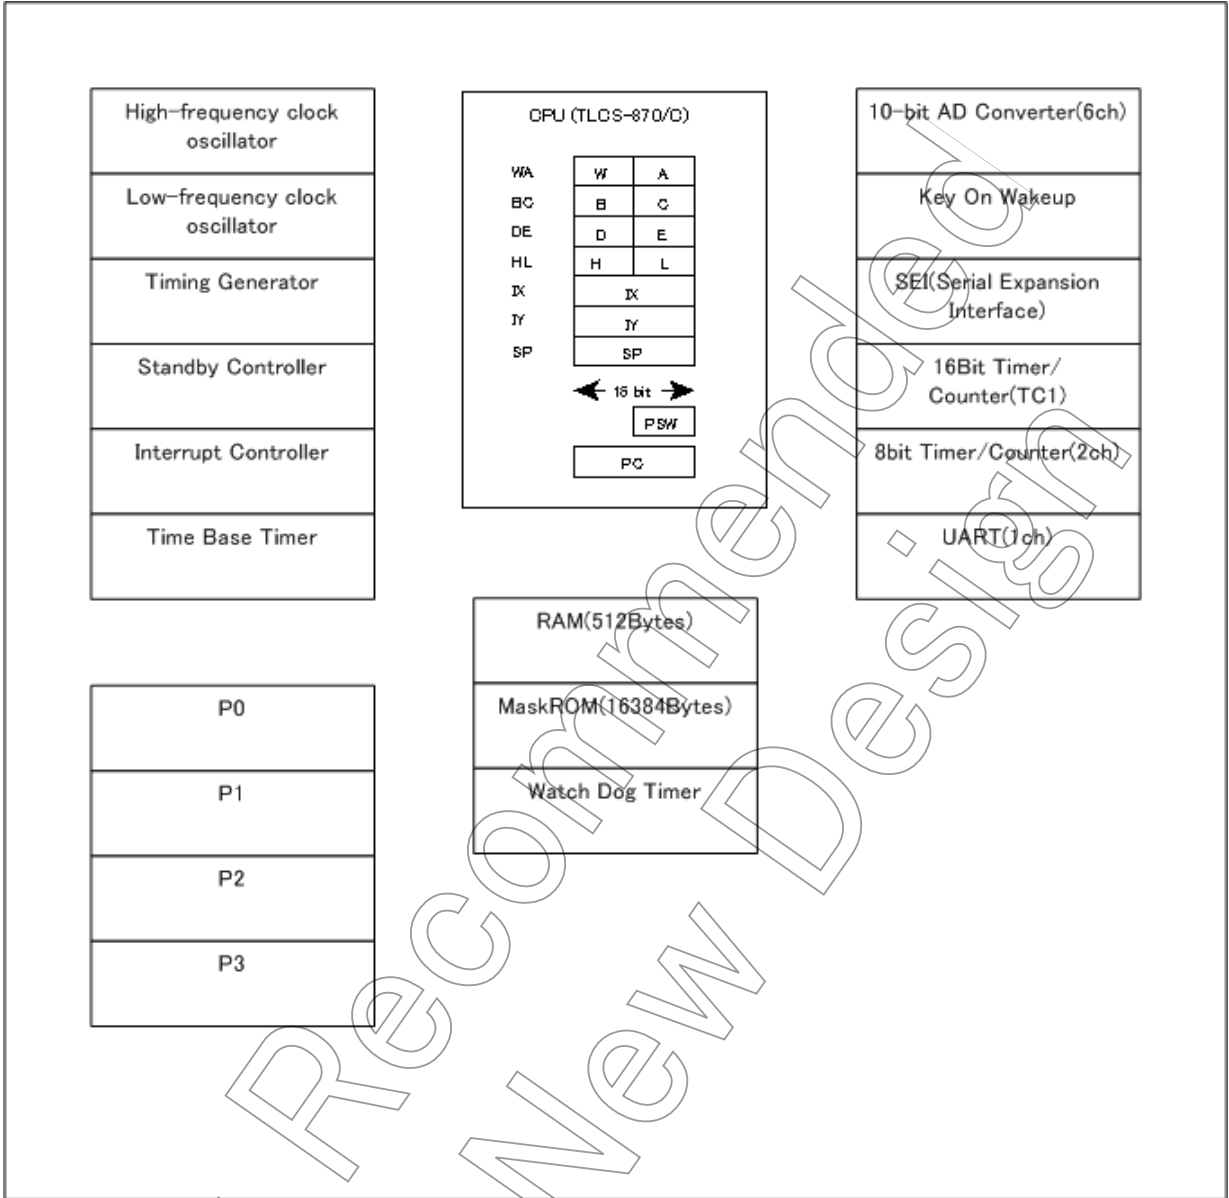 High-frequency clock
oscillator
Low-frequency clock
oscillator
Timing Generator
Standby Controller
Interrupt Controller
Time Base Timer
CPU (TLCS-870/C)
WA W A
BC B C
DE D E
HL H L
IX IX
IY IY
SP SP
16 bit
PSW
PC
10-bit AD Converter(6ch)
Key On Wakeup
SEI(Serial Expansion
Interface)
16Bit Timer/
Counter(TC1)
8bit Timer/Counter(2ch)
UART(1ch)
RAM(512Bytes)
MaskROM(16384Bytes)
Watch Dog Timer
P0
P1
P2
P3
Recommended
New Design